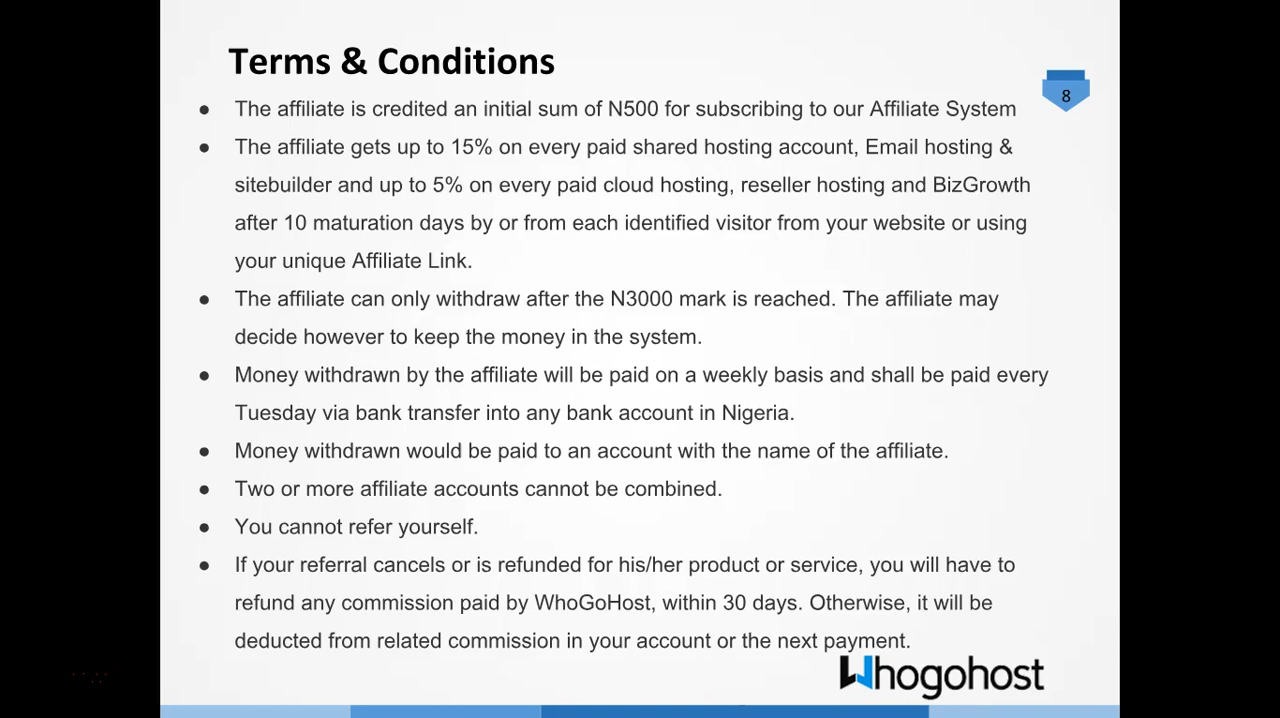 Terms & Conditions
8
● The affiliate is credited an initial sum of N500 for subscribing to our Affiliate System
● The affiliate gets up to 15% on every paid shared hosting account, Email hosting &
sitebuilder and up to 5% on every paid cloud hosting, reseller hosting and BizGrowth
after 10 maturation days by or from each identified visitor from your website or using
your unique Affiliate Link.
● The affiliate can only withdraw after the N3000 mark is reached. The affiliate may
decide however to keep the money in the system.
● Money withdrawn by the affiliate will be paid on a weekly basis and shall be paid every
Tuesday via bank transfer into any bank account in Nigeria.
● Money withdrawn would be paid to an account with the name of the affiliate.
● Two or more affiliate accounts cannot be combined.
● You cannot refer yourself.
● If your referral cancels or is refunded for his/her product or service, you will have to
refund any commission paid by WhoGoHost, within 30 days. Otherwise, it will be
deducted from related commission in your account or the next payment.
Whogohost